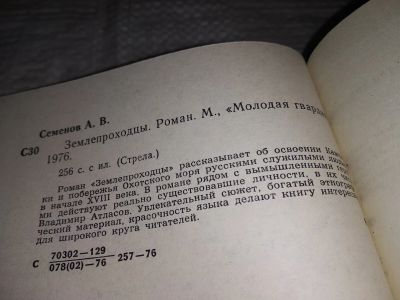 Семенов А. В.
С30
Землепроходцы. Роман. М., «Молодая гвард
1976.
256 с. с ил. (Стрела.)
Роман «Землепроходцы» рассказывает об освоении
ки и побережья Охотского моря русскими служилыми
в начале XVIII века. В романе рядом с вымышленными
ми действуют реально существовавшие личности, в их
Владимир Атласов. Увлекательный сюжет, богатый этногра
ческий материал, красочность языка делают книгу интерес
для широкого круга читателей.
С 70302—129
078(02)—76 257—76